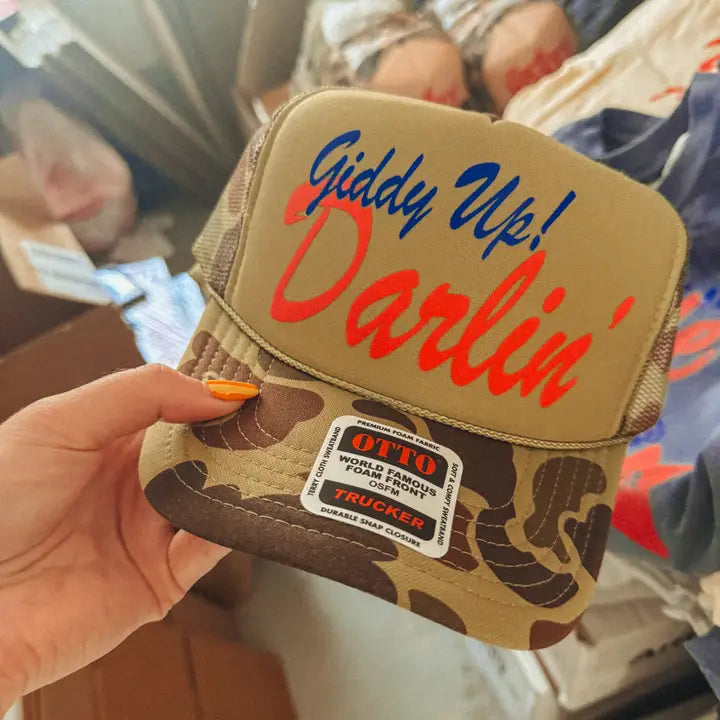 Giddy Up!
Darlin'
PREMIUM FOAM FABRIC
TERRY CLOTH SWEATBAND
OTTO
WORLD FAMOUS
FOAM FRONT
OSFM
TRUCKER
SOFT & COMFY SWEATBAND
DURABLE SNAP CLOSURE